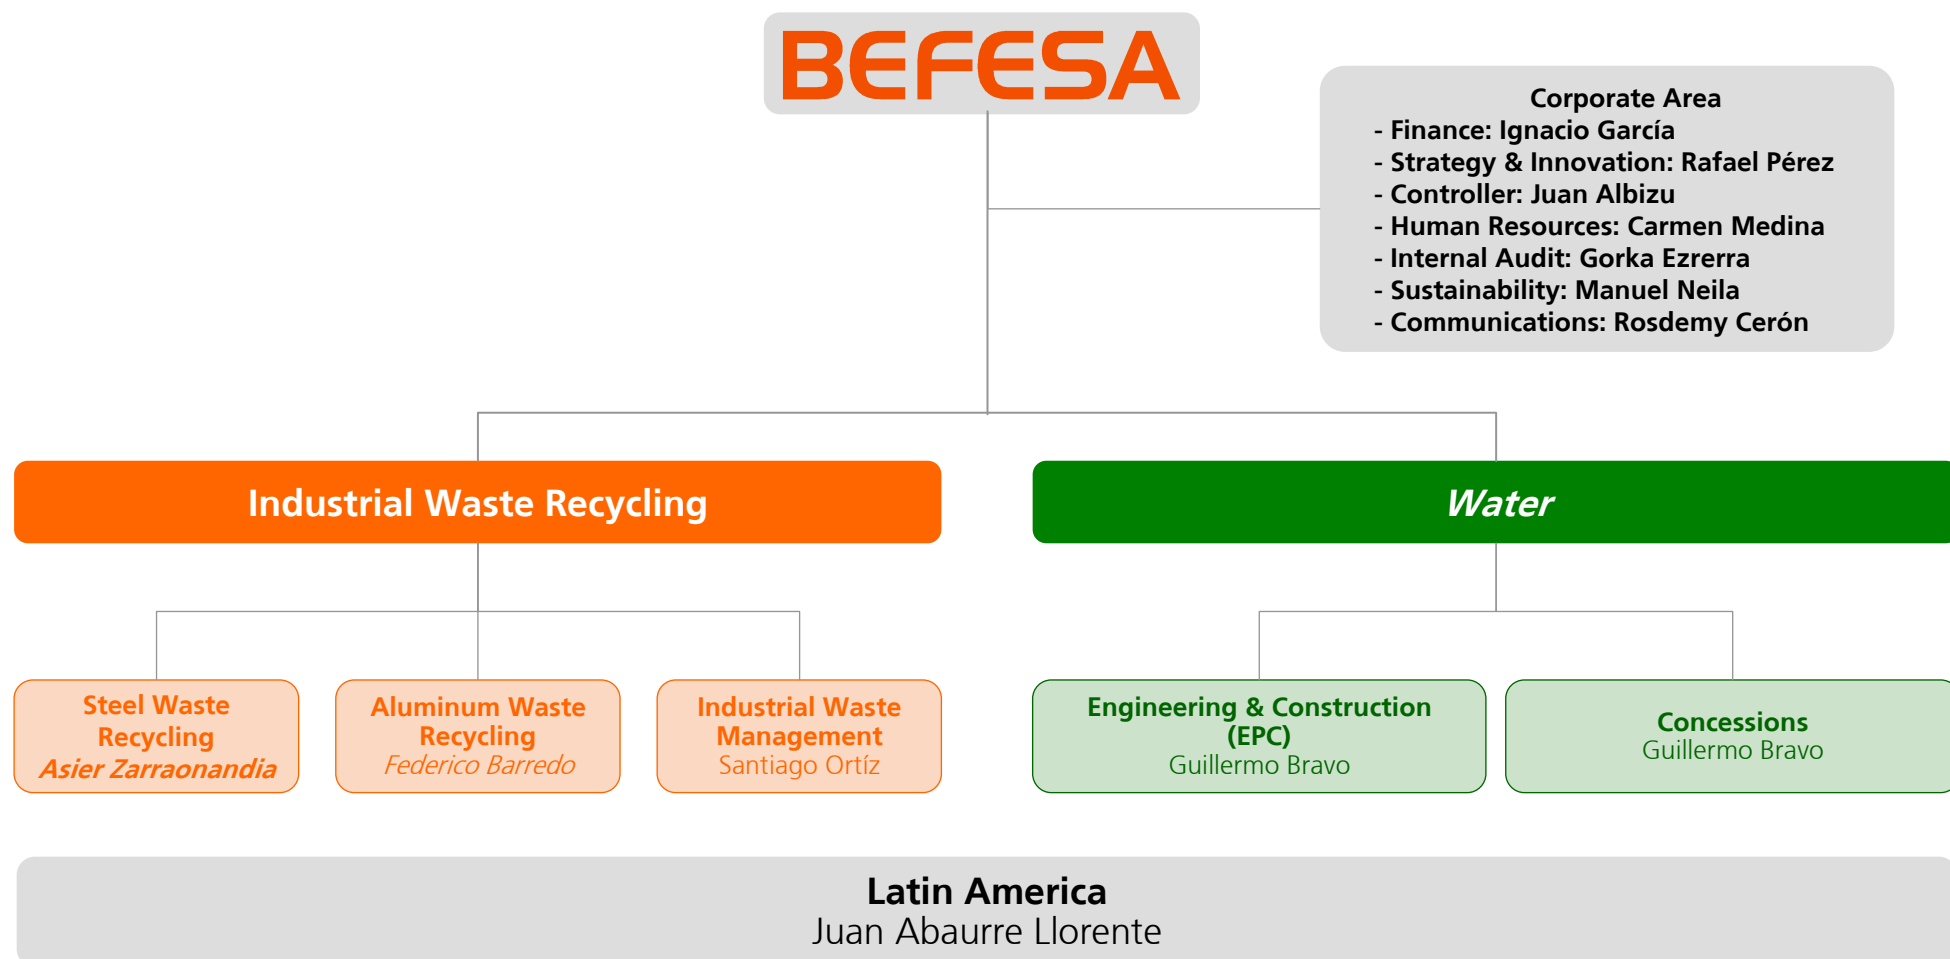 BEFESA
Corporate Area
- Finance: Ignacio García
- Strategy & Innovation: Rafael Pérez
- Controller: Juan Albizu
- Human Resources: Carmen Medina
- Internal Audit: Gorka Ezrerra
- Sustainability: Manuel Neila
- Communications: Rosdemy Cerón
Industrial Waste Recycling
Water
Steel Waste
Recycling
Asier Zarraonandia
Aluminum Waste
Recycling
Federico Barredo
Industrial Waste
Management
Santiago Ortíz
Engineering & Construction
(EPC)
Guillermo Bravo
Concessions
Guillermo Bravo
Latin America
Juan Abaurre Llorente